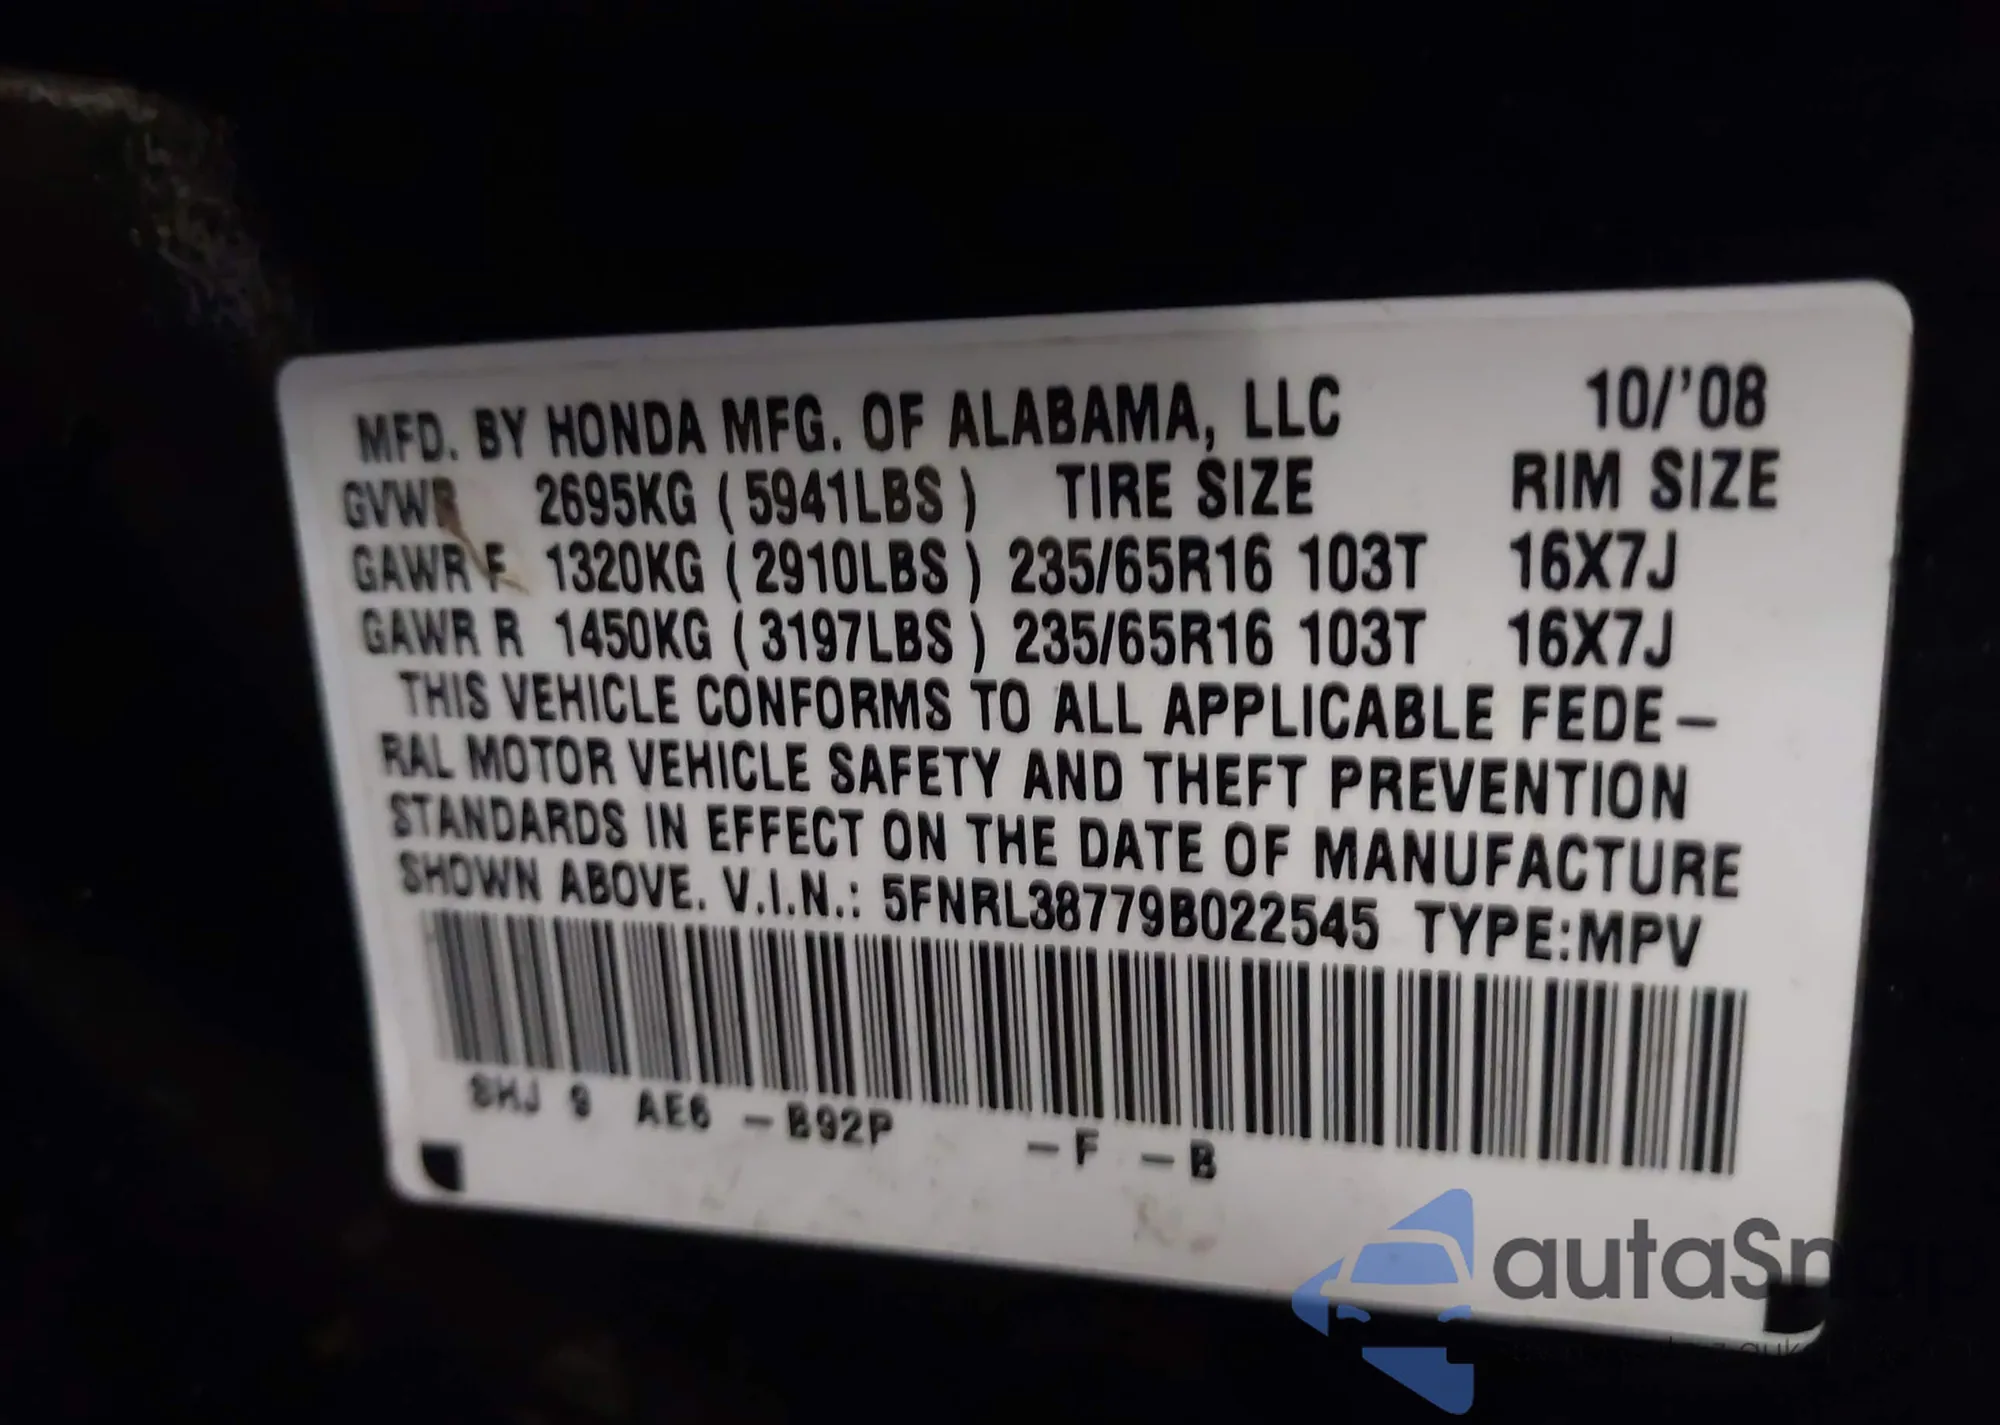 MFD. BY HONDA MFG. OF ALABAMA, LLC 10/'08
GVWR 2695KG (5941LBS) TIRE SIZE RIM SIZE
GAWR F 1320KG (2910LBS) 235/65R16 103T 16X7J
GAWR R 1450KG (3197LBS) 235/65R16 103T 16X7J
THIS VEHICLE CONFORMS TO ALL APPLICABLE FEDE-
RAL MOTOR VEHICLE SAFETY AND THEFT PREVENTION
STANDARDS IN EFFECT ON THE DATE OF MANUFACTURE
SHOWN ABOVE. V.I.N.: 5FNRL38779B022545 TYPE:MPV
SHJ 9 AE6 -B92P -F -B
autaSnap